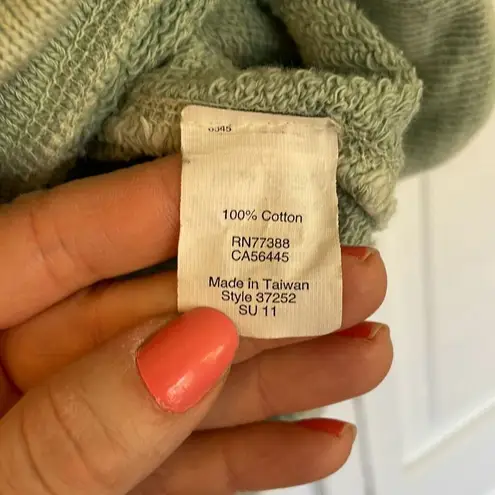 100% Cotton
RN77388
CA56445
Made in Taiwan
Style 37252
SU 11